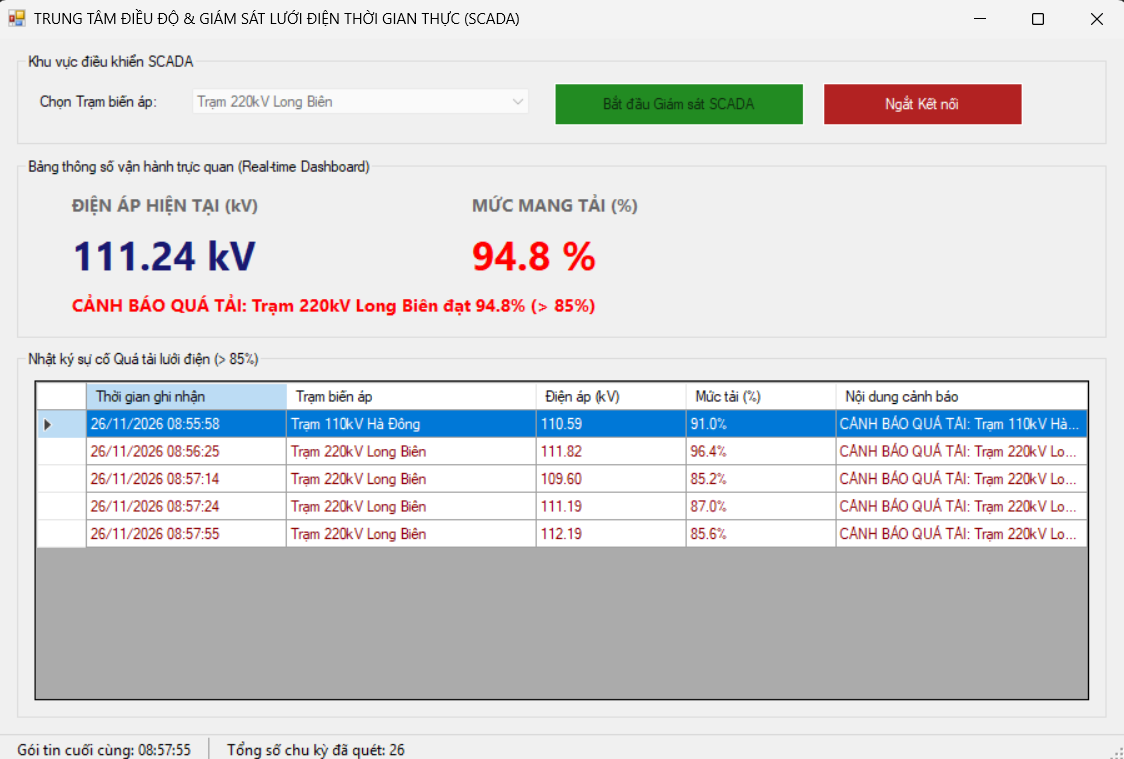 TRUNG TÂM ĐIỀU ĐỘ & GIÁM SÁT LƯỚI ĐIỆN THỜI GIAN THỰC (SCADA)
Khu vực điều khiển SCADA
Chọn Trạm biến áp: Trạm 220kV Long Biên Bắt đầu Giám sát SCADA Ngắt Kết nối
Bảng thông số vận hành trực quan (Real-time Dashboard)
ĐIỆN ÁP HIỆN TẠI (kV) MỨC MANG TẢI (%)
111.24 kV 94.8 %
CẢNH BÁO QUÁ TẢI: Trạm 220kV Long Biên đạt 94.8% (> 85%)
Nhật ký sự cố Quá tải lưới điện (> 85%)
Thời gian ghi nhận Trạm biến áp Điện áp (kV) Mức tải (%) Nội dung cảnh báo
26/11/2026 08:55:58 Trạm 110kV Hà Đông 110.59 91.0% CẢNH BÁO QUÁ TẢI: Trạm 110kV Hà...
26/11/2026 08:56:25 Trạm 220kV Long Biên 111.82 96.4% CẢNH BÁO QUÁ TẢI: Trạm 220kV Lo...
26/11/2026 08:57:14 Trạm 220kV Long Biên 109.60 85.2% CẢNH BÁO QUÁ TẢI: Trạm 220kV Lo...
26/11/2026 08:57:24 Trạm 220kV Long Biên 111.19 87.0% CẢNH BÁO QUÁ TẢI: Trạm 220kV Lo...
26/11/2026 08:57:55 Trạm 220kV Long Biên 112.19 85.6% CẢNH BÁO QUÁ TẢI: Trạm 220kV Lo...
Gói tin cuối cùng: 08:57:55 Tổng số chu kỳ đã quét: 26